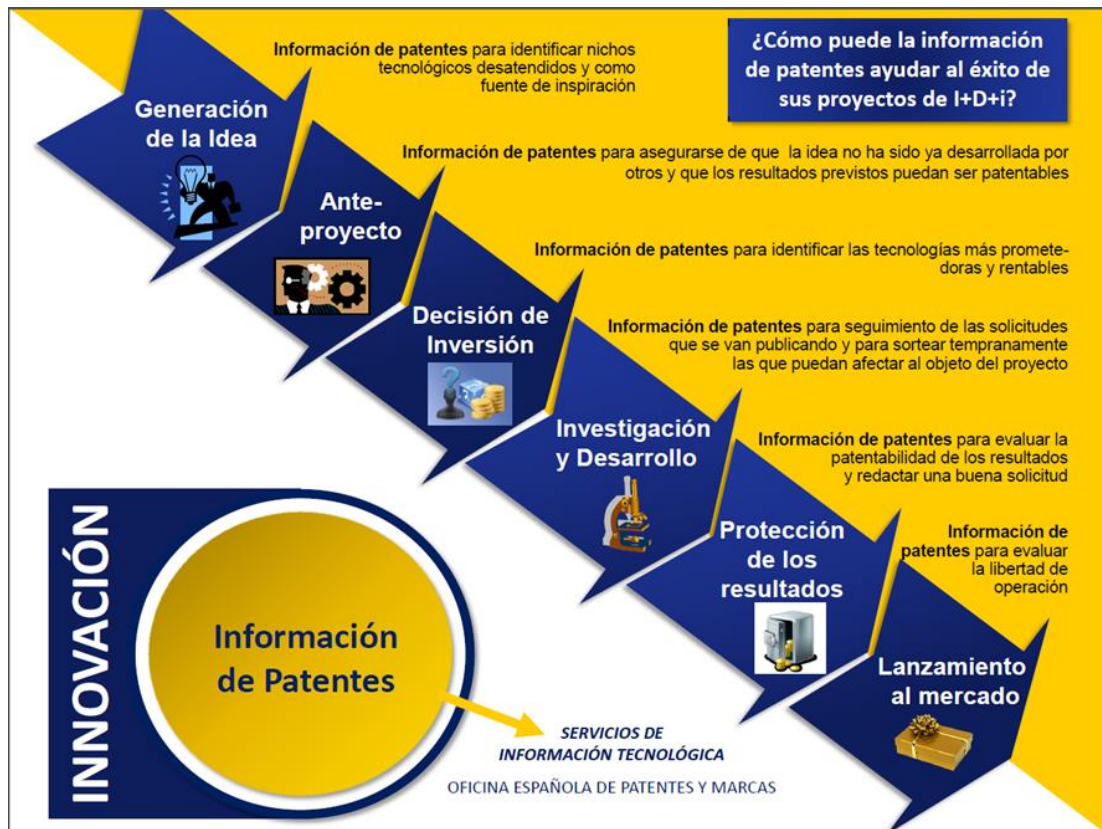 ¿Cómo puede la información
de patentes ayudar al éxito de
sus proyectos de I+D+i?
Generación
de la Idea
Información de patentes para identificar nichos
tecnológicos desatendidos y como
fuente de inspiración
Ante-
proyecto
Información de patentes para asegurarse de que la idea no ha sido ya desarrollada por
otros y que los resultados previstos puedan ser patentables
Decisión de
Inversión
Información de patentes para identificar las tecnologías más promete-
doras y rentables
Investigación
y Desarrollo
Información de patentes para seguimiento de las solicitudes
que se van publicando y para sortear tempranamente
las que puedan afectar al objeto del proyecto
Protección
de los
resultados
Información de patentes para evaluar la
patentabilidad de los resultados
y redactar una buena solicitud
Lanzamiento
al mercado
Información de
patentes para evaluar
la libertad de
operación
INNOVACIÓN
Información
de Patentes
SERVICIOS DE
INFORMACIÓN TECNOLÓGICA
OFICINA ESPAÑOLA DE PATENTES Y MARCAS